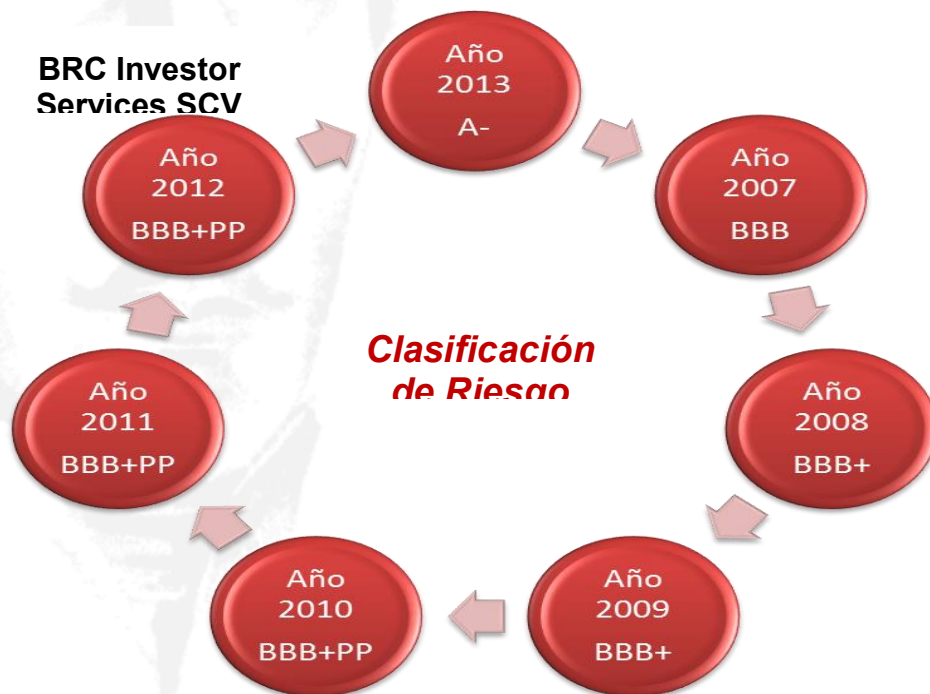 BRC Investor
Services SCV
Año
2013
A-
Año
2007
BBB
Año
2008
BBB+
Año
2009
BBB+
Año
2010
BBB+PP
Año
2011
BBB+PP
Año
2012
BBB+PP
Clasificación
de Riesgo